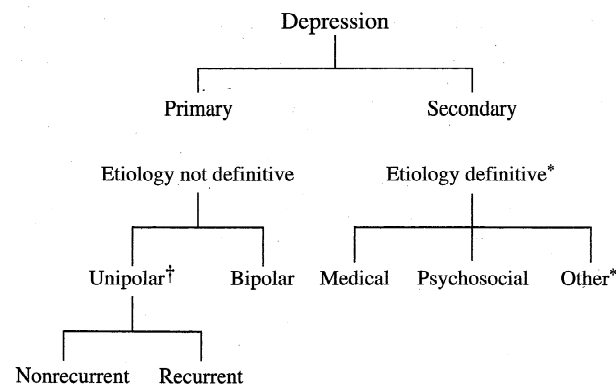 Depression
Primary Secondary
Etiology not definitive Etiology definitive*
Unipolar† Bipolar Medical Psychosocial Other*
Nonrecurrent Recurrent